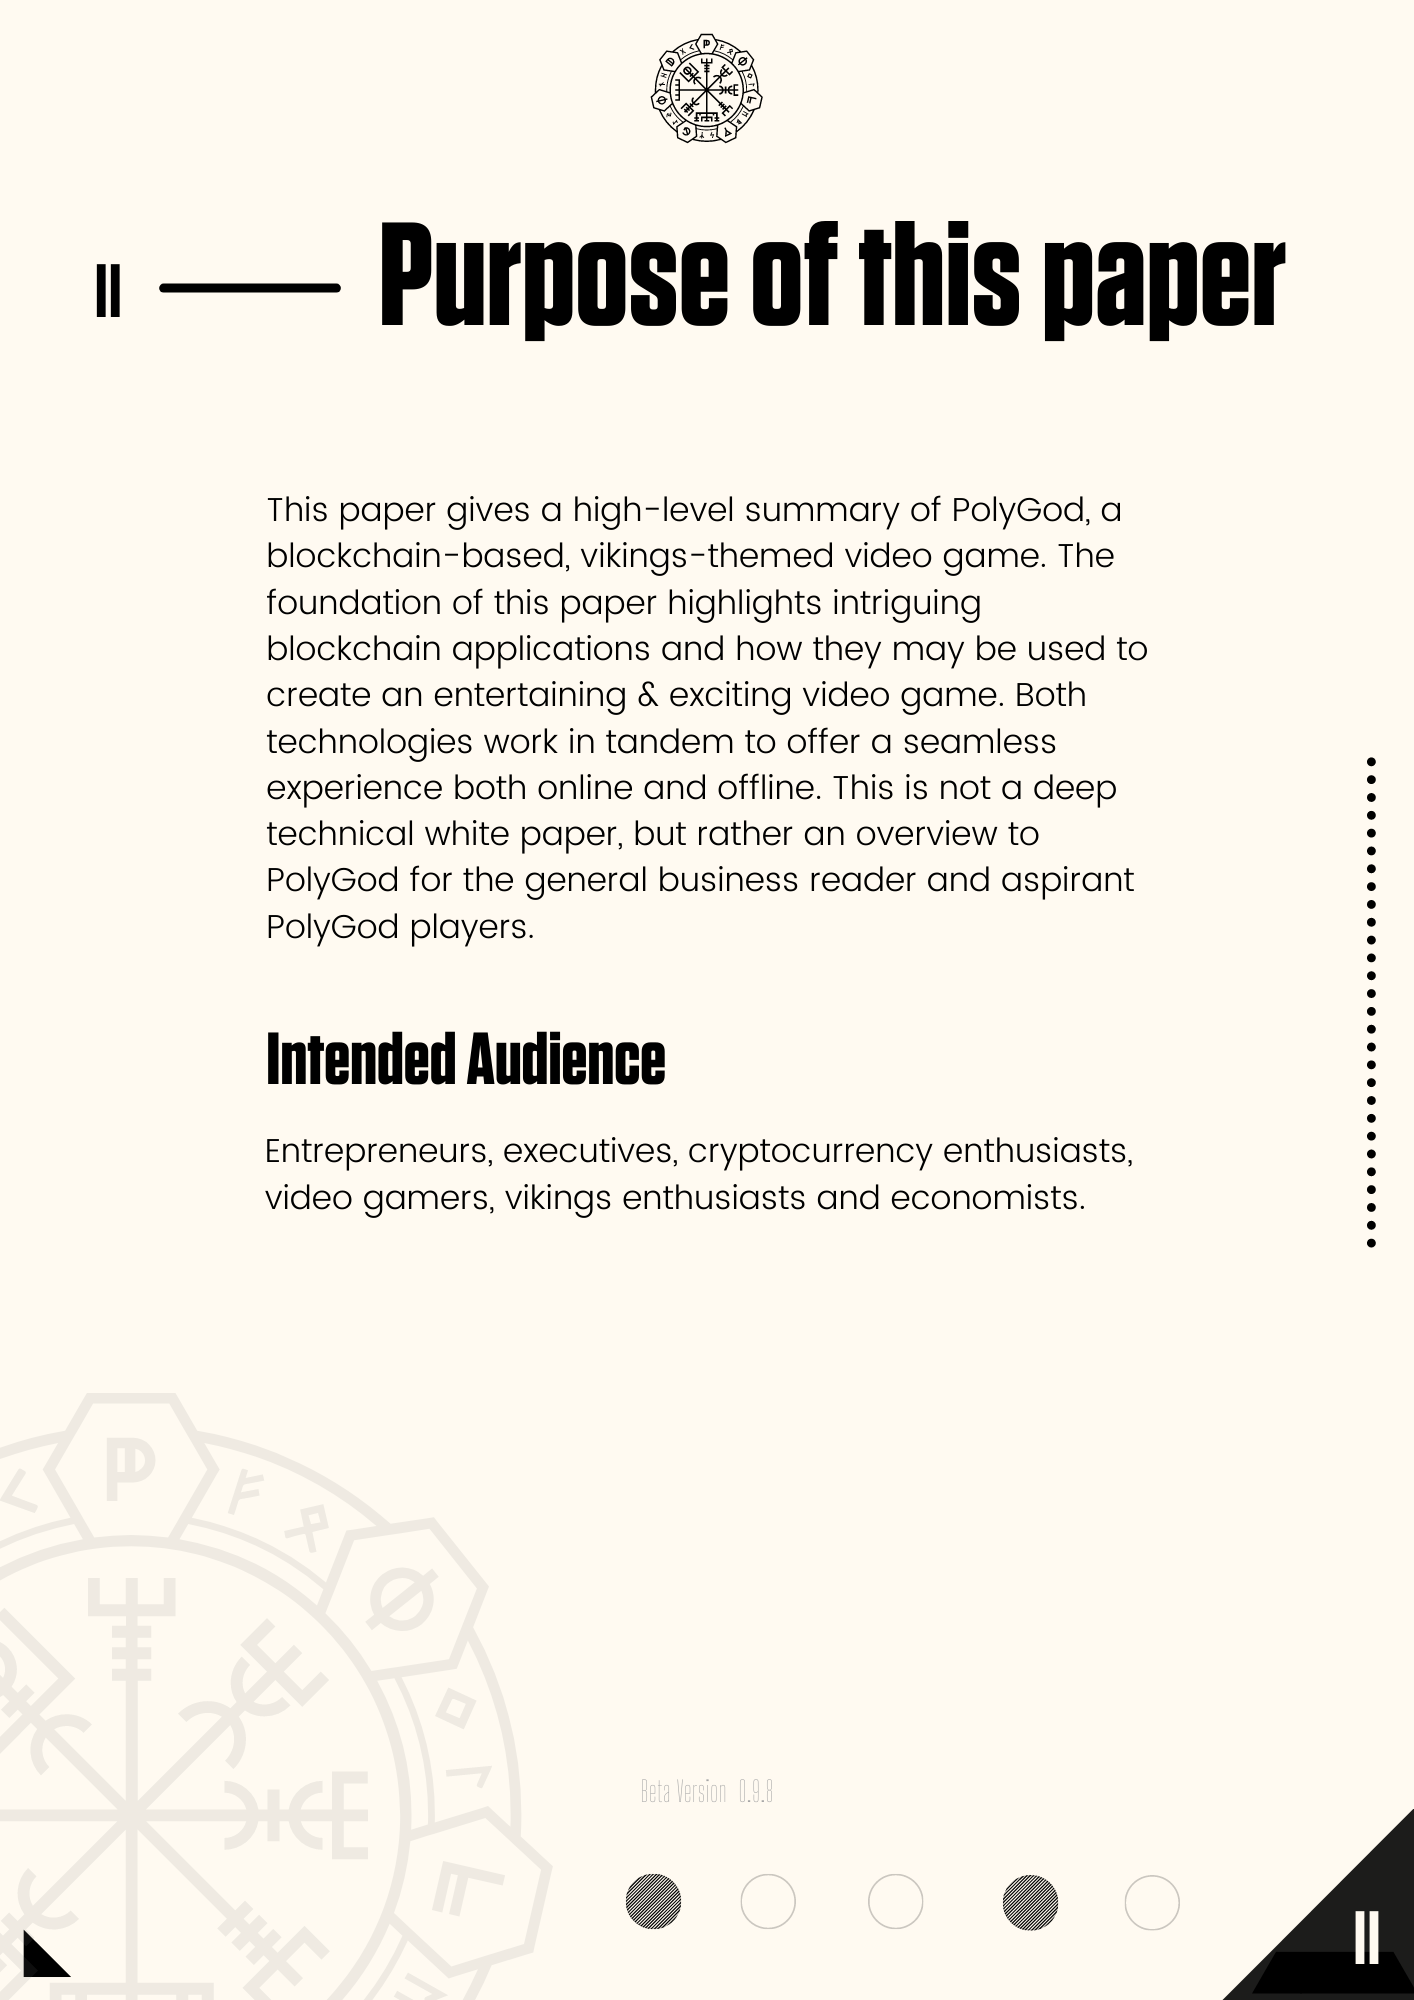 II
Purpose of this paper
This paper gives a high-level summary of PolyGod, a
blockchain-based, vikings-themed video game. The
foundation of this paper highlights intriguing
blockchain applications and how they may be used to
create an entertaining & exciting video game. Both
technologies work in tandem to offer a seamless
experience both online and offline. This is not a deep
technical white paper, but rather an overview to
PolyGod for the general business reader and aspirant
PolyGod players.
Intended Audience
Entrepreneurs, executives, cryptocurrency enthusiasts,
video gamers, vikings enthusiasts and economists.
Beta Version 0.9.8
II